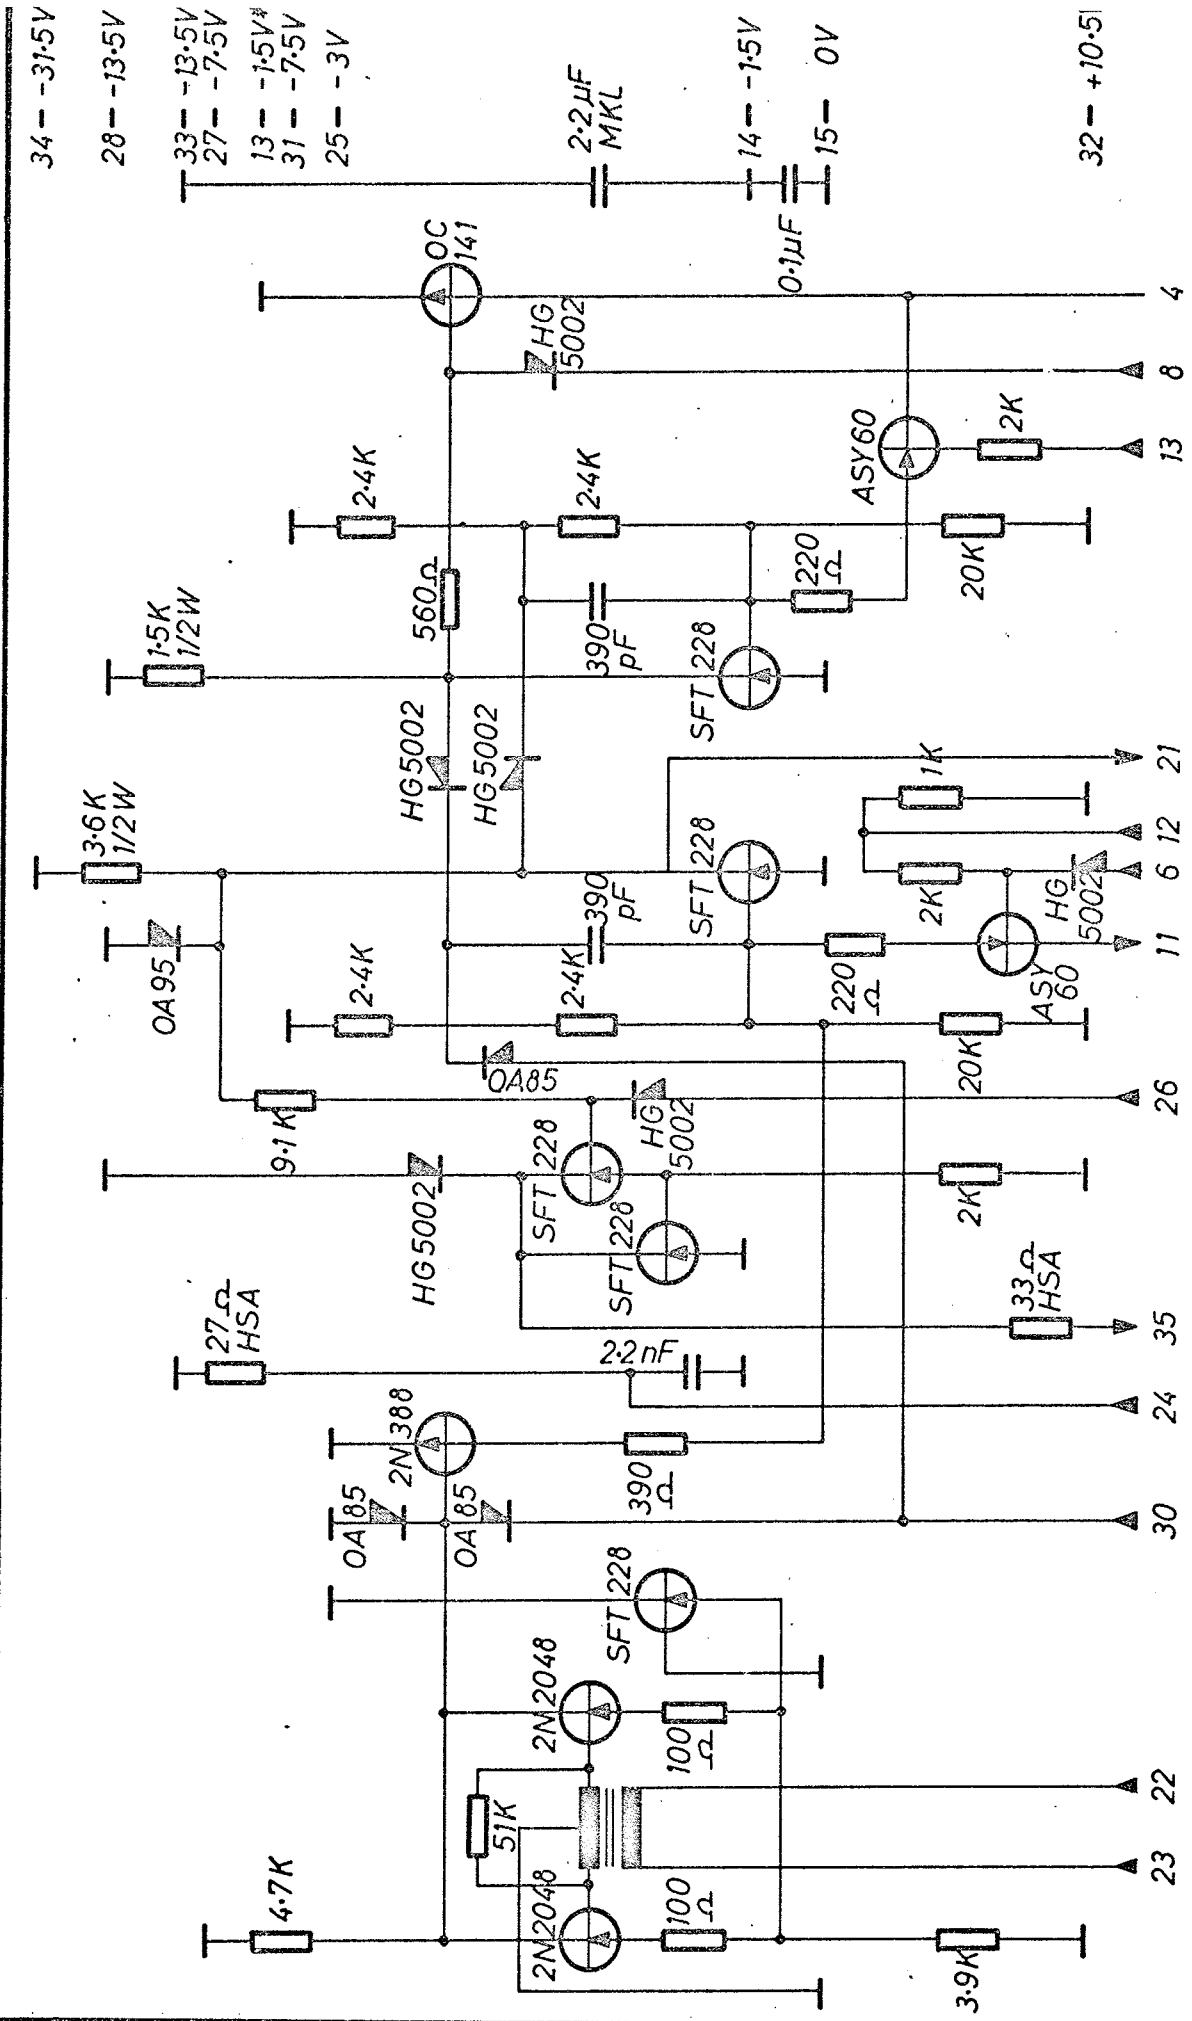 34 – -31.5V
28 – -13.5V
33 – -13.5V
27 – -7.5V
13 – -1.5V*
31 – -7.5V
25 – -3V
2.2µF
MKL
14 – -1.5V
0.1µF
15 – 0V
32 – +10.5
OC
141
HG
5002
2.4K
2.4K
560Ω
ASY60
2K
220
Ω
20K
1.5K
1/2W
390
pF
SFT 228
HG5002
HG5002
3.6K
1/2W
OA95
390
pF
SFT 228
1K
2K
HG
5002
220
Ω
ASY
60
2.4K
2.4K
20K
OA85
9.1K
SFT 228
HG
5002
HG5002
SFT 228
2K
27Ω
HSA
33Ω
HSA
2.2nF
2N388
390
Ω
OA85
OA85
SFT 228
2N2048
100
Ω
51K
4.7K
2N2048
100
Ω
3.9K
23
22
30
24
35
26
11
6
12
21
13
8
4